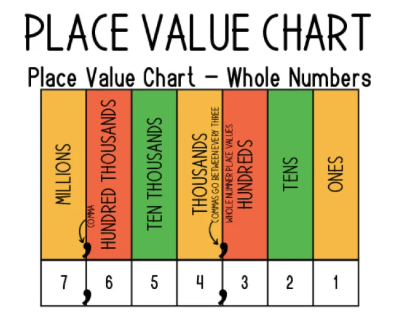 PLACE VALUE CHART
Place Value Chart – Whole Numbers
MILLIONS
COMMA
HUNDRED THOUSANDS
TEN THOUSANDS
THOUSANDS
COMMAS GO BETWEEN EVERY THREE
WHOLE NUMNER PLACE VALUES
HUNDREDS
TENS
ONES
7 , 6 5 4 , 3 2 1